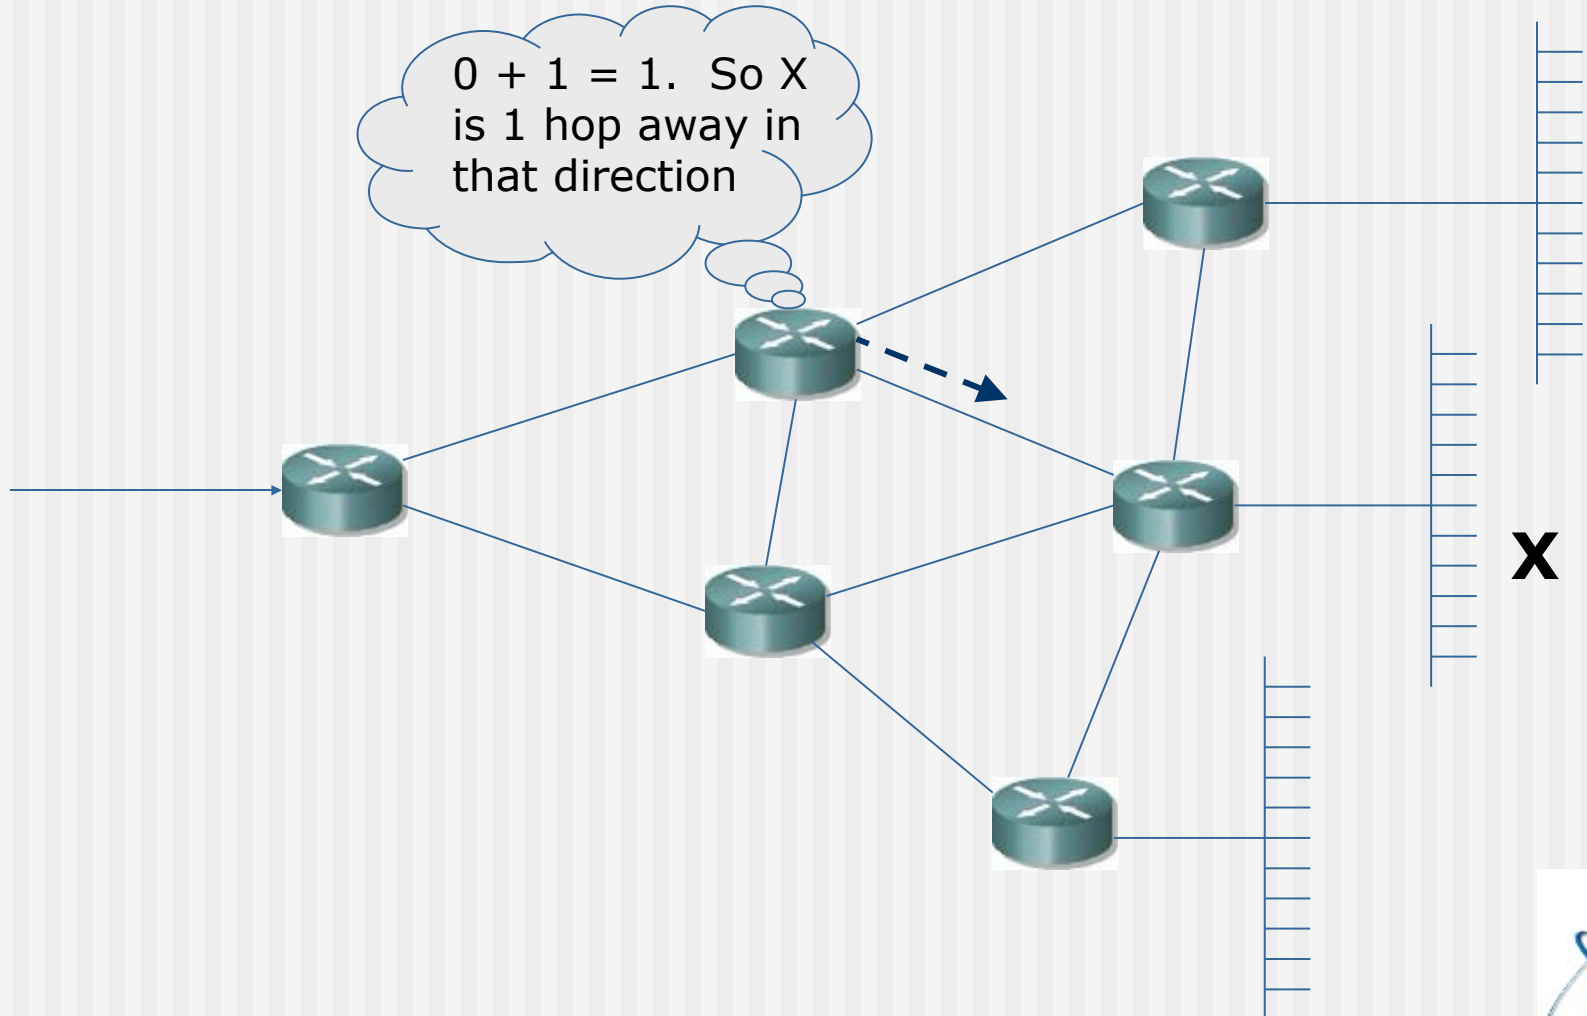 0 + 1 = 1.  So X
is 1 hop away in
that direction
X